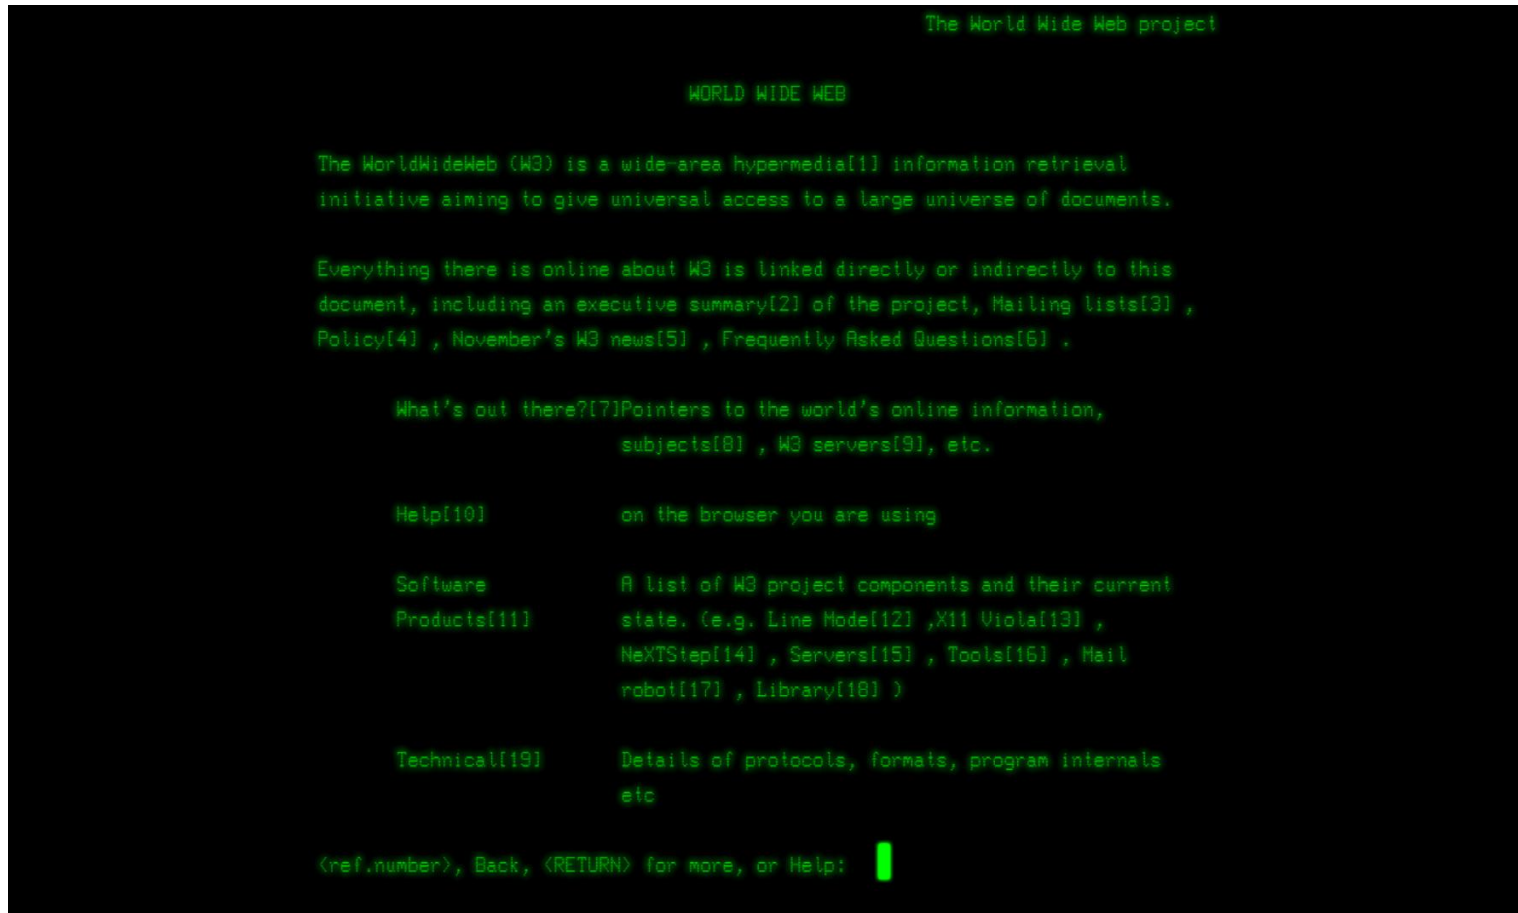 The World Wide Web project
WORLD WIDE WEB
The WorldWideWeb (W3) is a wide-area hypermedia[1] information retrieval
initiative aiming to give universal access to a large universe of documents.
Everything there is online about W3 is linked directly or indirectly to this
document, including an executive summary[2] of the project, Mailing lists[3] ,
Policy[4] , November's W3 news[5] , Frequently Asked Questions[6] .
What's out there?[7]Pointers to the world's online information,
subjects[8] , W3 servers[9], etc.
Help[10] on the browser you are using
Software A list of W3 project components and their current
Products[11] state. (e.g. Line Mode[12] ,X11 Viola[13] ,
NeXTStep[14] , Servers[15] , Tools[16] , Mail
robot[17] , Library[18] )
Technical[19] Details of protocols, formats, program internals
etc
<ref.number>, Back, <RETURN> for more, or Help: